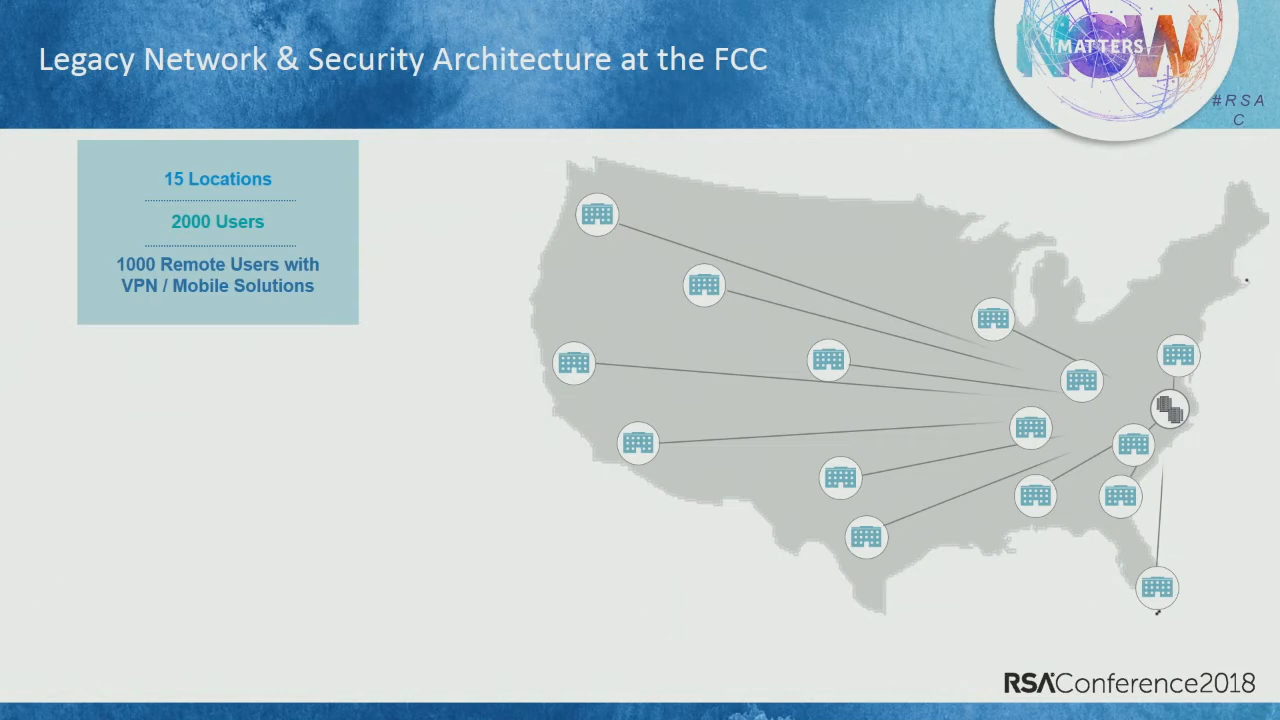 Legacy Network & Security Architecture at the FCC
NOW
MATTERS
#RSA
C
15 Locations
2000 Users
1000 Remote Users with
VPN / Mobile Solutions
RSAConference2018